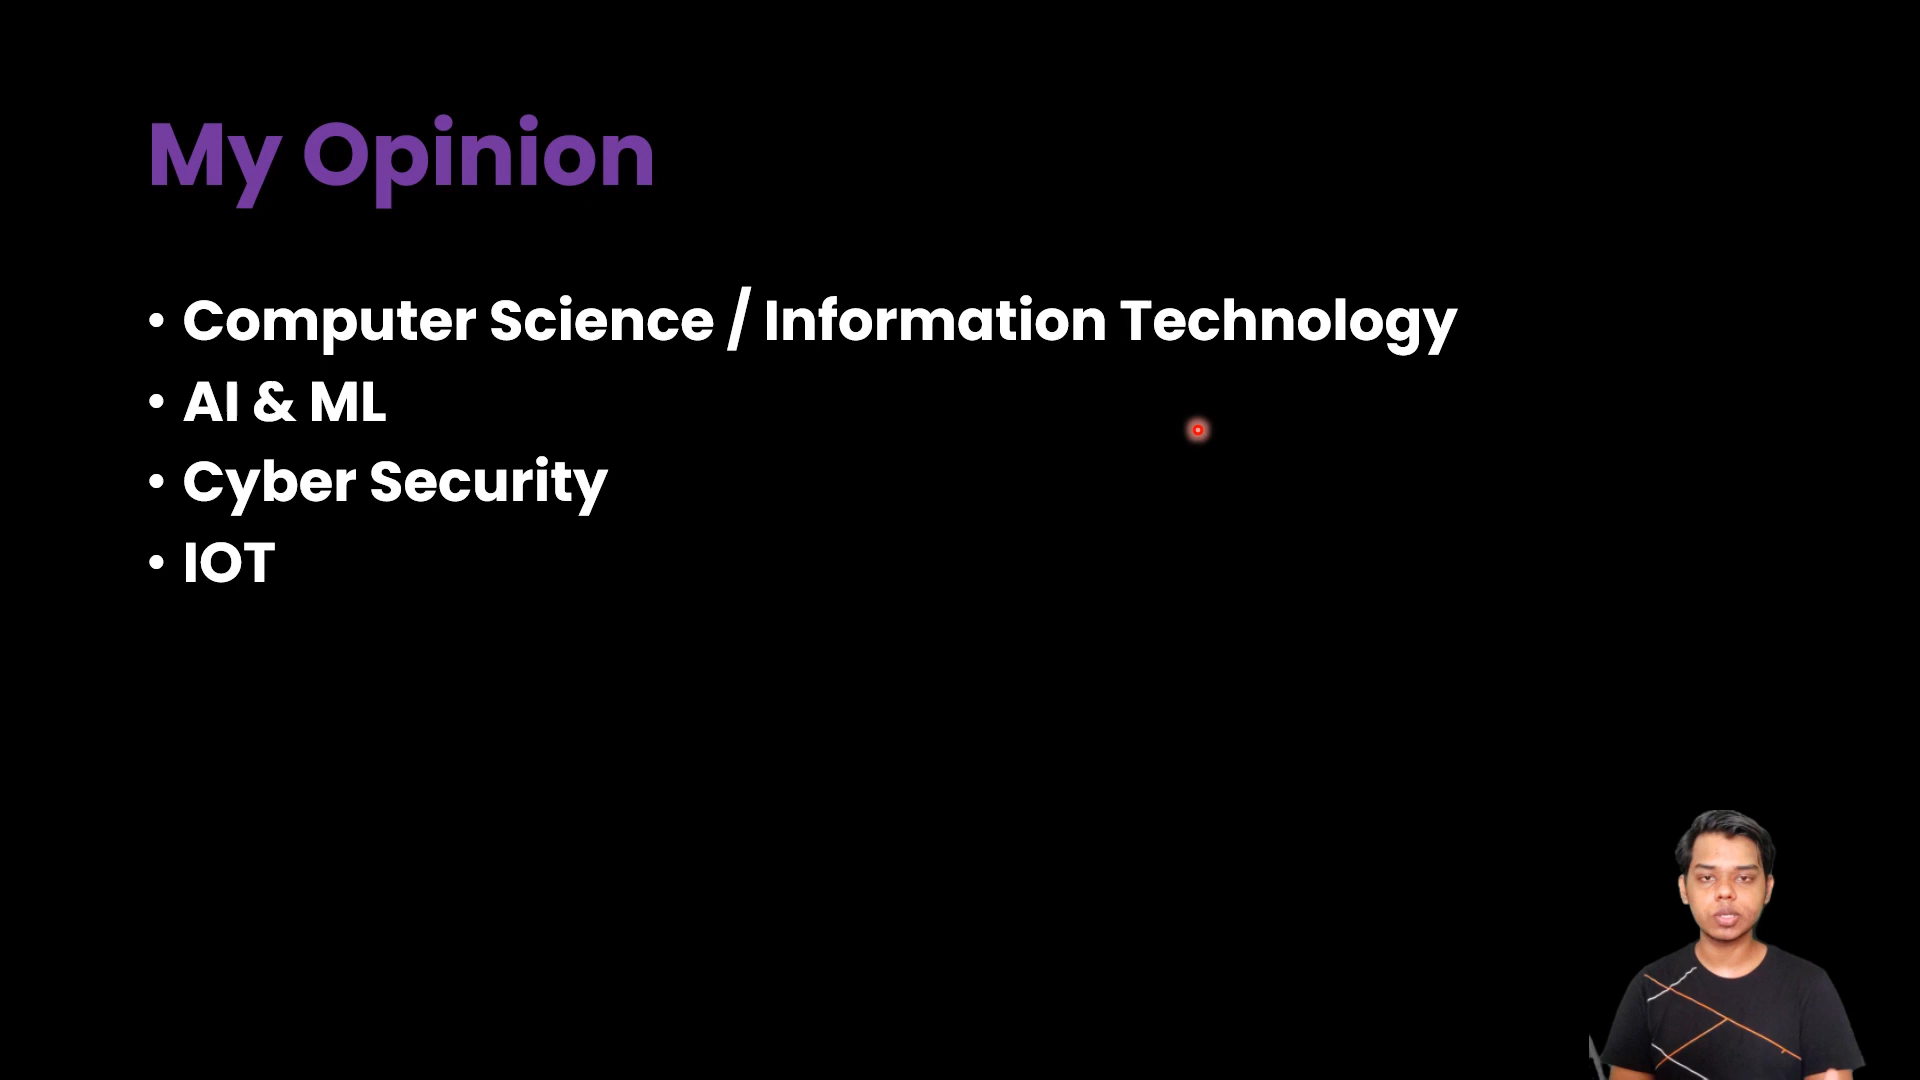 My Opinion
• Computer Science / Information Technology
• AI & ML
• Cyber Security
• IOT